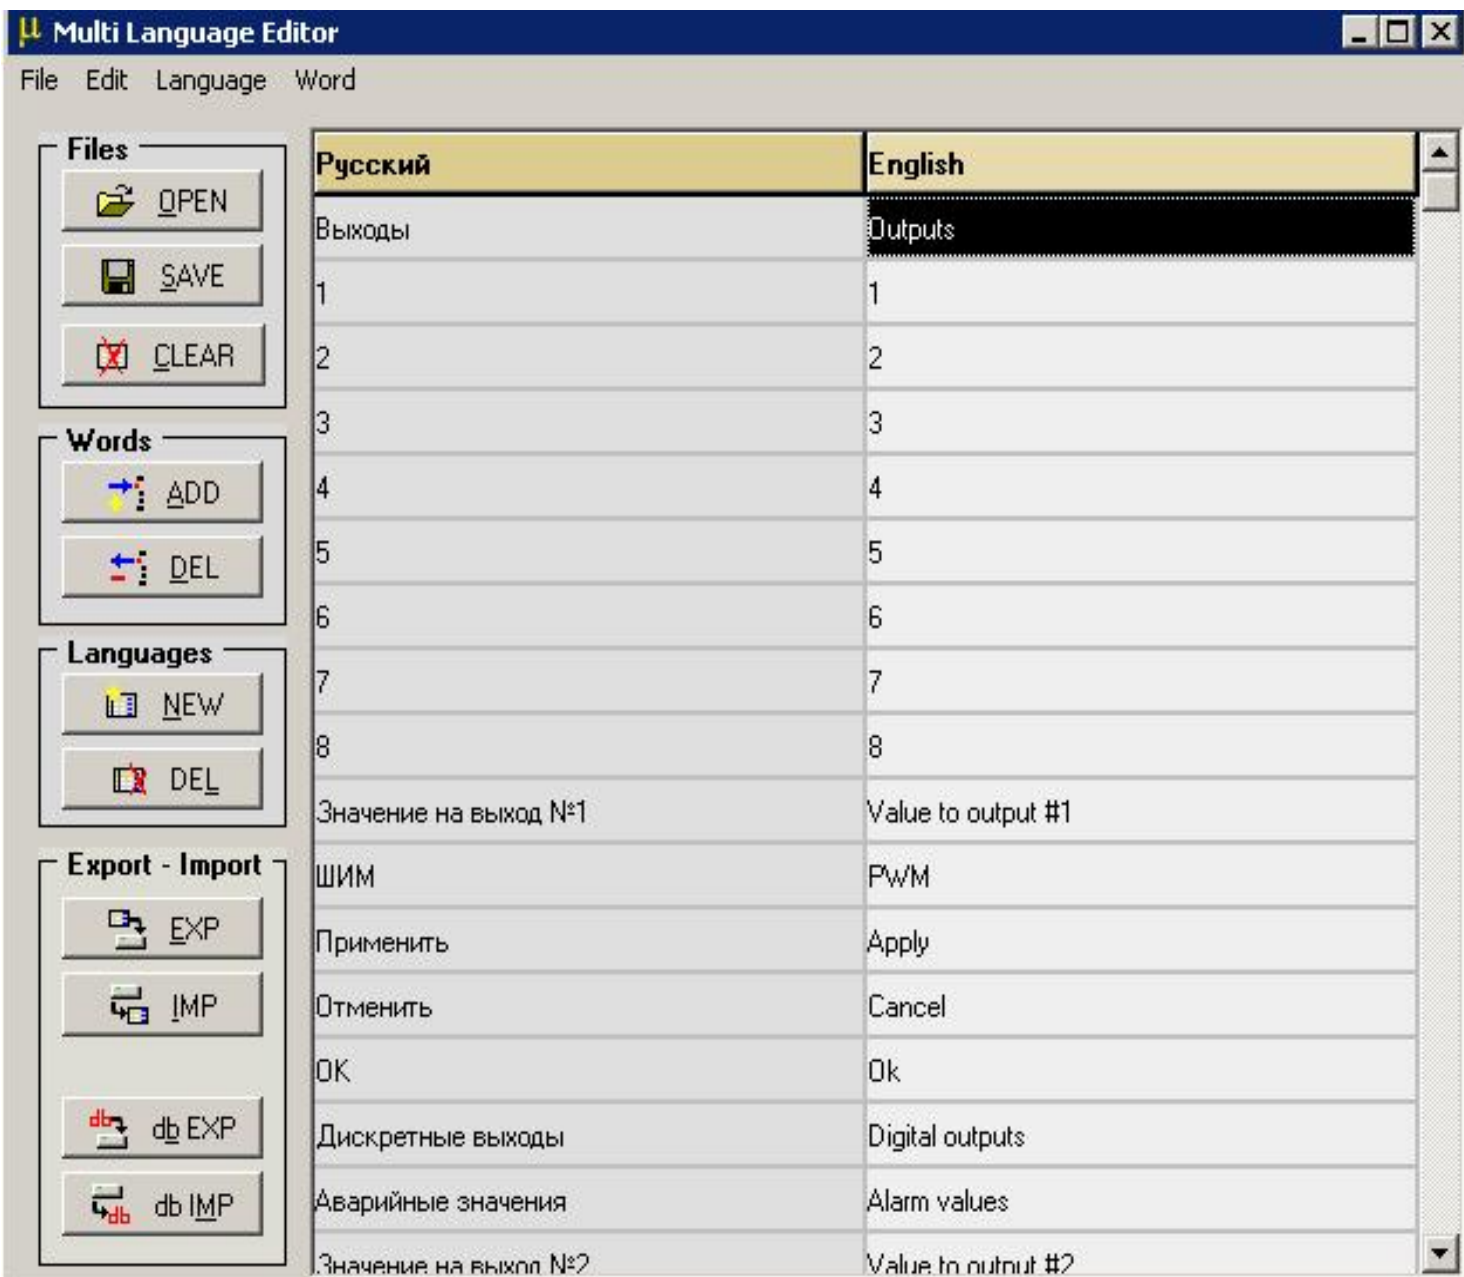 μ Multi Language Editor
File Edit Language Word
Files
OPEN
SAVE
CLEAR
Words
ADD
DEL
Languages
NEW
DEL
Export - Import
EXP
IMP
db EXP
db IMP
Русский English
Выходы Outputs
1 1
2 2
3 3
4 4
5 5
6 6
7 7
8 8
Значение на выход №1 Value to output #1
ШИМ PWM
Применить Apply
Отменить Cancel
ОК Ok
Дискретные выходы Digital outputs
Аварийные значения Alarm values
Значение на выход №2 Value to output #2